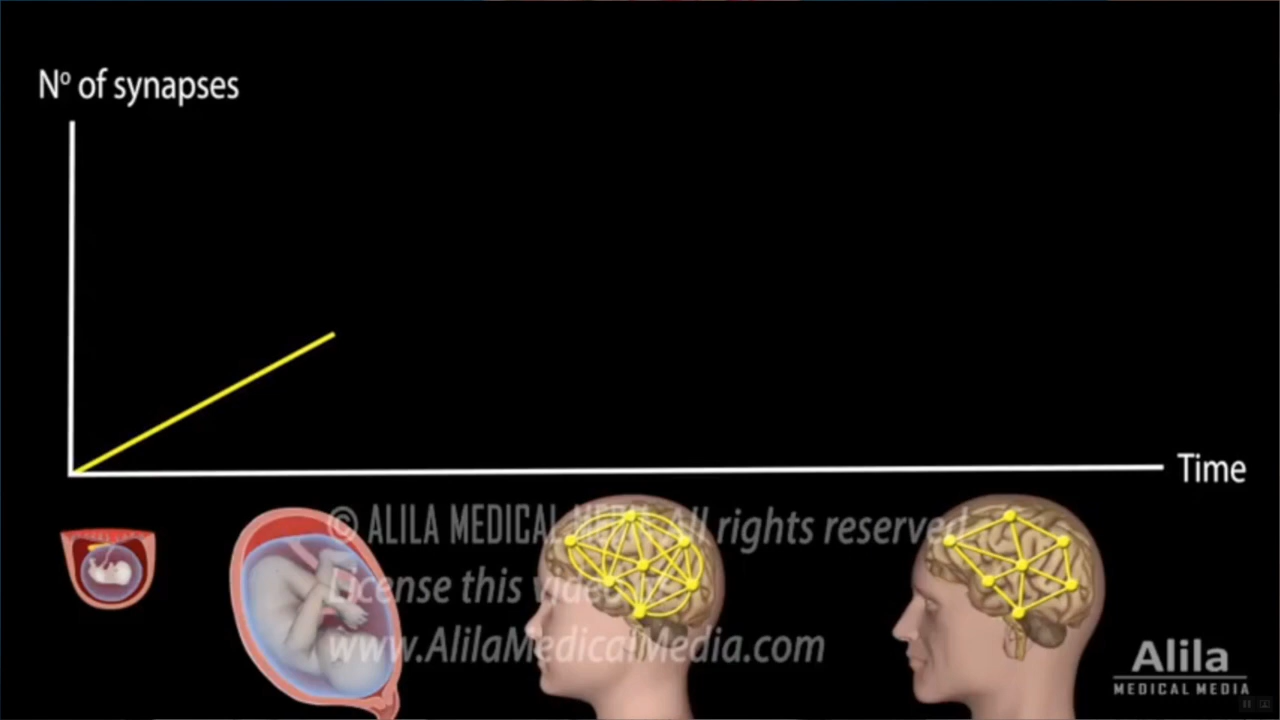 Nº of synapses
Time
© ALILA MEDICAL MEDIA All rights reserved
License this video
www.AlilaMedicalMedia.com
Alila
MEDICAL MEDIA